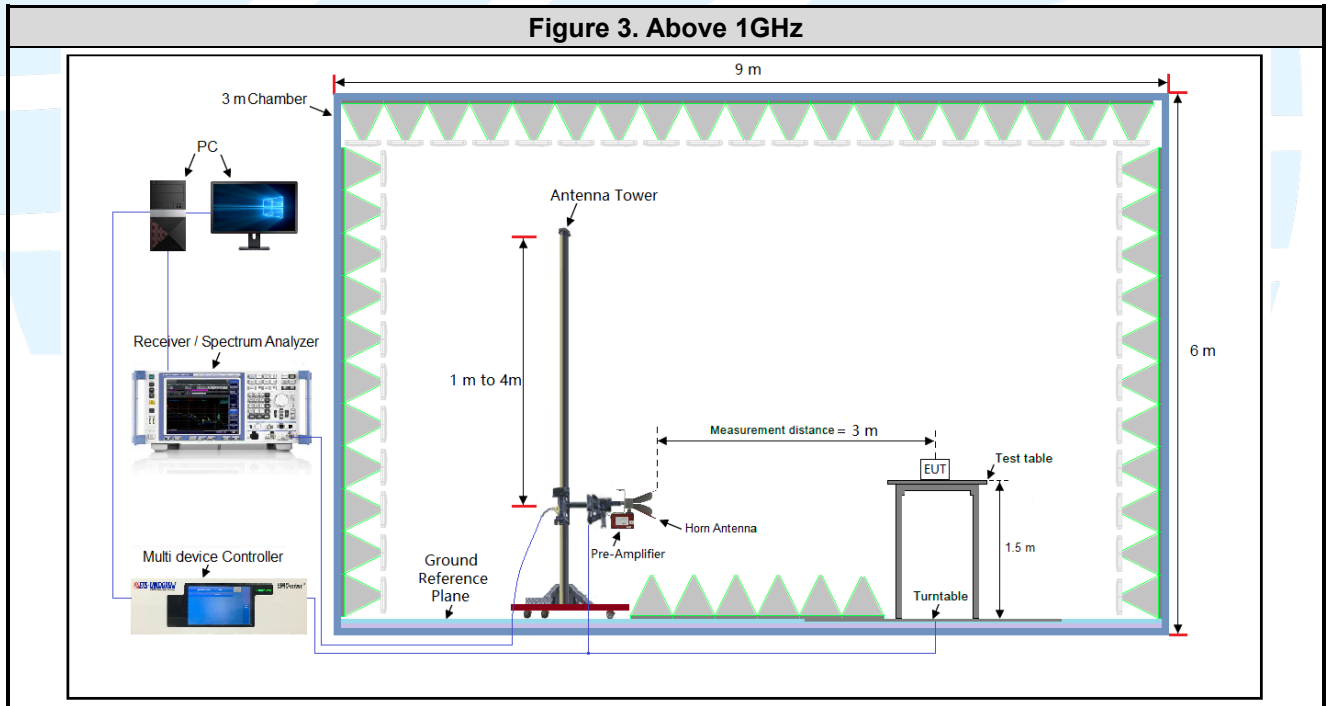 Figure 3. Above 1GHz
9 m
3 m Chamber
PC
Antenna Tower
Receiver / Spectrum Analyzer
6 m
1 m to 4m
Measurement distance = 3 m
EUT
Test table
Horn Antenna
Pre-Amplifier
1.5 m
Multi device Controller
Ground
Reference
Plane
Turntable